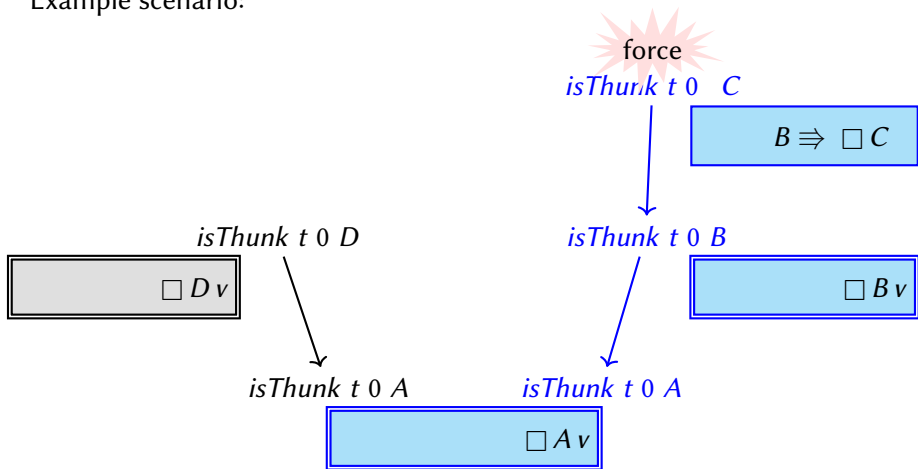 Example scenario:
force
isThunk t 0 C
B ⇛ □ C
isThunk t 0 D
isThunk t 0 B
□ D v
□ B v
isThunk t 0 A
isThunk t 0 A
□ A v